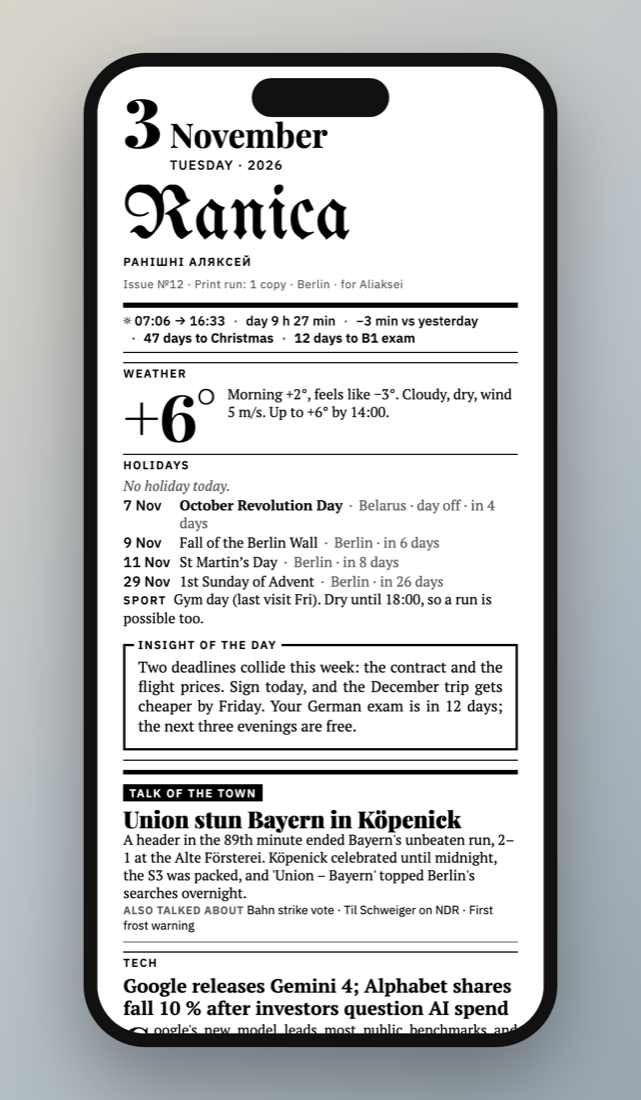 3 November
TUESDAY · 2026
Ranica
РАНІШНІ АЛЯКСЕЙ
Issue №12 · Print run: 1 copy · Berlin · for Aliaksei
☼ 07:06 → 16:33 · day 9 h 27 min · −3 min vs yesterday
· 47 days to Christmas · 12 days to B1 exam
WEATHER
+6°
Morning +2°, feels like −3°. Cloudy, dry, wind
5 m/s. Up to +6° by 14:00.
HOLIDAYS
No holiday today.
7 Nov October Revolution Day · Belarus · day off · in 4
days
9 Nov Fall of the Berlin Wall · Berlin · in 6 days
11 Nov St Martin’s Day · Berlin · in 8 days
29 Nov 1st Sunday of Advent · Berlin · in 26 days
SPORT Gym day (last visit Fri). Dry until 18:00, so a run is
possible too.
INSIGHT OF THE DAY
Two deadlines collide this week: the contract and the
flight prices. Sign today, and the December trip gets
cheaper by Friday. Your German exam is in 12 days;
the next three evenings are free.
TALK OF THE TOWN
Union stun Bayern in Köpenick
A header in the 89th minute ended Bayern's unbeaten run, 2–
1 at the Alte Försterei. Köpenick celebrated until midnight,
the S3 was packed, and 'Union – Bayern' topped Berlin's
searches overnight.
ALSO TALKED ABOUT Bahn strike vote · Til Schweiger on NDR · First
frost warning
TECH
Google releases Gemini 4; Alphabet shares
fall 10 % after investors question AI spend
Google's new model leads most public benchmarks and